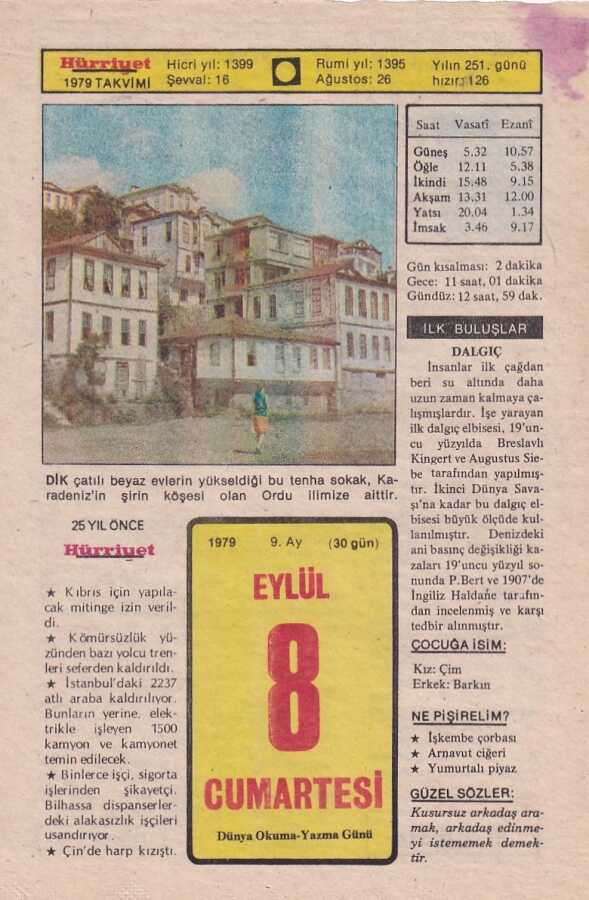 Hürriyet
1979 TAKVİMİ
Hicri yıl: 1399
Şevval: 16
Rumi yıl: 1395
Ağustos: 26
Yılın 251. günü
hızır: 126
Saat Vasatî Ezanî
Güneş 5.32 10.57
Öğle 12.11 5.38
İkindi 15.48 9.15
Akşam 13.31 12.00
Yatsı 20.04 1.34
İmsak 3.46 9.17
Gün kısalması: 2 dakika
Gece: 11 saat, 01 dakika
Gündüz: 12 saat, 59 dak.
DİK çatılı beyaz evlerin yükseldiği bu tenha sokak, Ka-
radeniz'in şirin köşesi olan Ordu ilimize aittir.
İLK BULUŞLAR
DALGIÇ
İnsanlar ilk çağdan
beri su altında daha
uzun zaman kalmaya ça-
lışmışlardır. İşe yarayan
ilk dalgıç elbisesi, 19'un-
cu yüzyılda Breslavlı
Kingert ve Augustus Sie-
be tarafından yapılmış-
tır. İkinci Dünya Sava-
şı'na kadar bu dalgıç el-
bisesi büyük ölçüde kul-
lanılmıştır. Denizdeki
ani basınç değişikliği ka-
zaları 19'uncu yüzyıl so-
nunda P.Bert ve 1907'de
İngiliz Haldane tarafın-
dan incelenmiş ve karşı
tedbir alınmıştır.
25 YIL ÖNCE
Hürriyet
★ Kıbrıs için yapıla-
cak mitinge izin veril-
di.
★ Kömürsüzlük yü-
zünden bazı yolcu tren-
leri seferden kaldırıldı.
★ İstanbul'daki 2237
atlı araba kaldırılıyor.
Bunların yerine, elek-
trikle işleyen 1500
kamyon ve kamyonet
temin edilecek.
★ Binlerce işçi, sigorta
işlerinden şikayetçi.
Bilhassa dispanserler-
deki alakasızlık işçileri
usandırıyor.
★ Çin'de harp kızıştı.
1979 9. Ay (30 gün)
EYLÜL
8
CUMARTESİ
Dünya Okuma-Yazma Günü
ÇOCUĞA İSİM:
Kız: Çim
Erkek: Barkın
NE PİŞİRELİM?
★ İşkembe çorbası
★ Arnavut ciğeri
★ Yumurtalı piyaz
GÜZEL SÖZLER:
Kusursuz arkadaş ara-
mak, arkadaş edinme-
yi istememek demek-
tir.